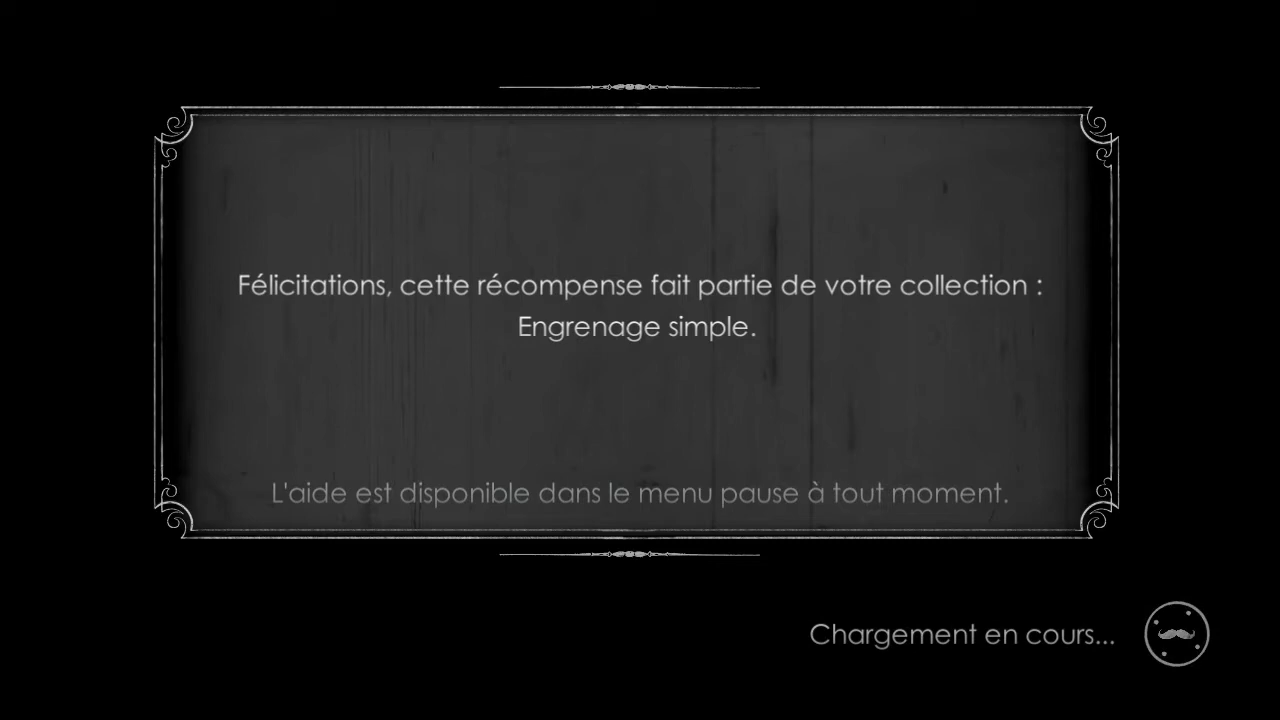 Félicitations, cette récompense fait partie de votre collection :
Engrenage simple.
L'aide est disponible dans le menu pause à tout moment.
Chargement en cours...